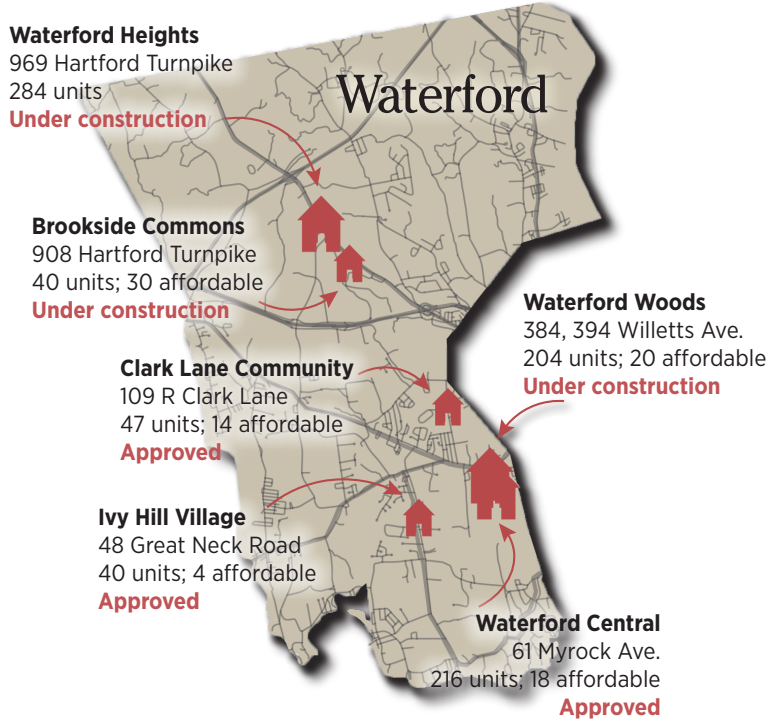 Waterford Heights
969 Hartford Turnpike
284 units
Under construction
Waterford
Brookside Commons
908 Hartford Turnpike
40 units; 30 affordable
Under construction
Waterford Woods
384, 394 Willetts Ave.
204 units; 20 affordable
Under construction
Clark Lane Community
109 R Clark Lane
47 units; 14 affordable
Approved
Ivy Hill Village
48 Great Neck Road
40 units; 4 affordable
Approved
Waterford Central
61 Myrock Ave.
216 units; 18 affordable
Approved